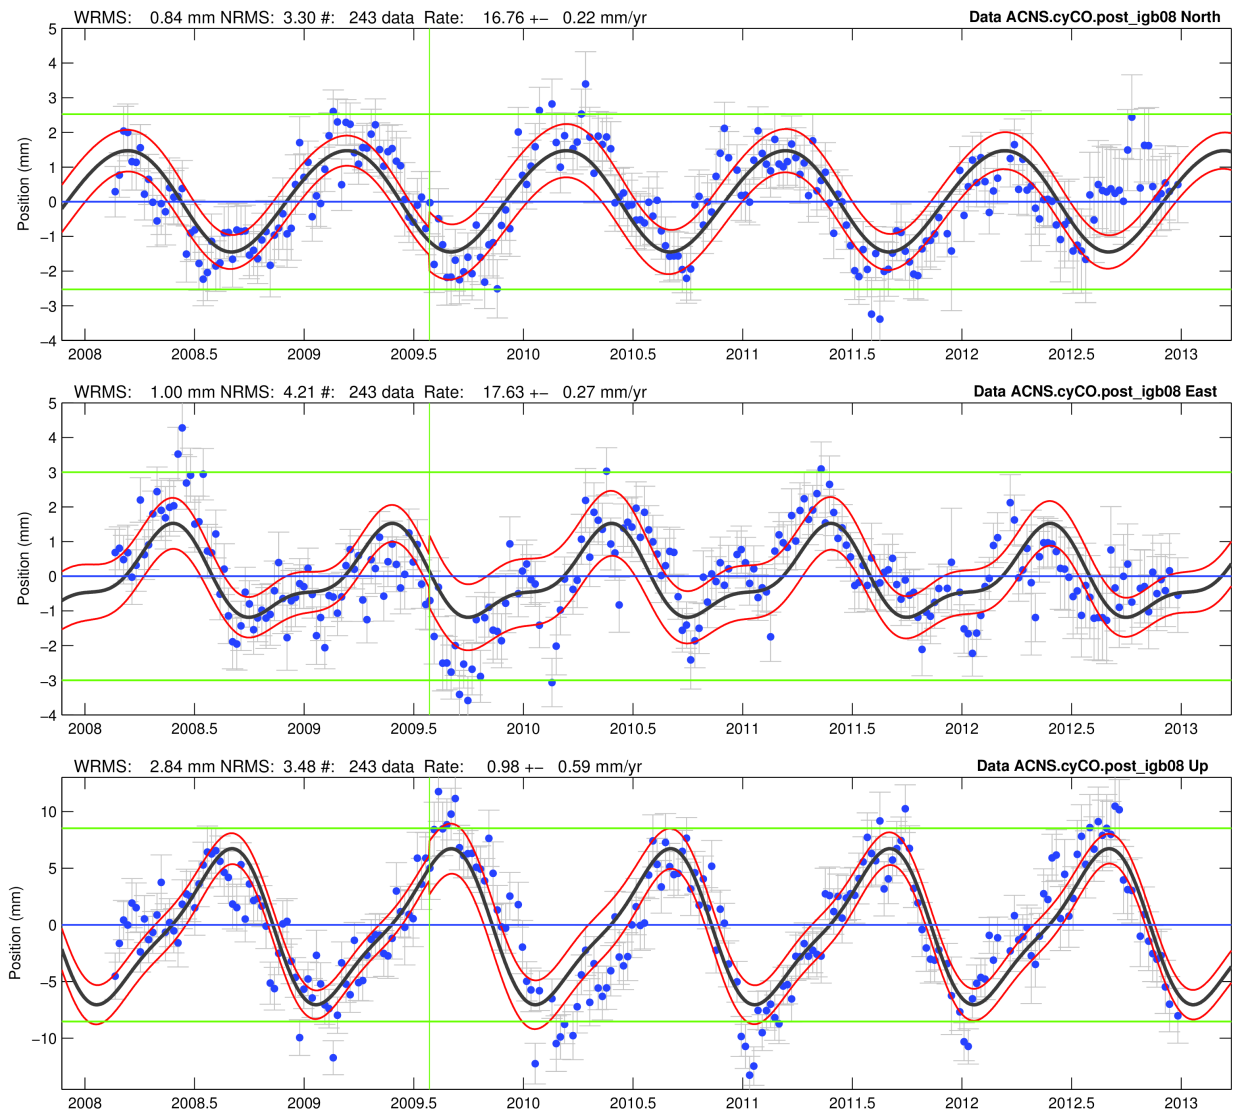 WRMS: 0.84 mm NRMS: 3.30 #: 243 data Rate: 16.76 +− 0.22 mm/yr Data ACNS.cyCO.post_igb08 North
5
4
3
2
1
0
−1
−2
−3
−4
Position (mm)
2008 2008.5 2009 2009.5 2010 2010.5 2011 2011.5 2012 2012.5 2013
WRMS: 1.00 mm NRMS: 4.21 #: 243 data Rate: 17.63 +− 0.27 mm/yr Data ACNS.cyCO.post_igb08 East
5
4
3
2
1
0
−1
−2
−3
−4
Position (mm)
2008 2008.5 2009 2009.5 2010 2010.5 2011 2011.5 2012 2012.5 2013
WRMS: 2.84 mm NRMS: 3.48 #: 243 data Rate: 0.98 +− 0.59 mm/yr Data ACNS.cyCO.post_igb08 Up
10
5
0
−5
−10
Position (mm)
2008 2008.5 2009 2009.5 2010 2010.5 2011 2011.5 2012 2012.5 2013